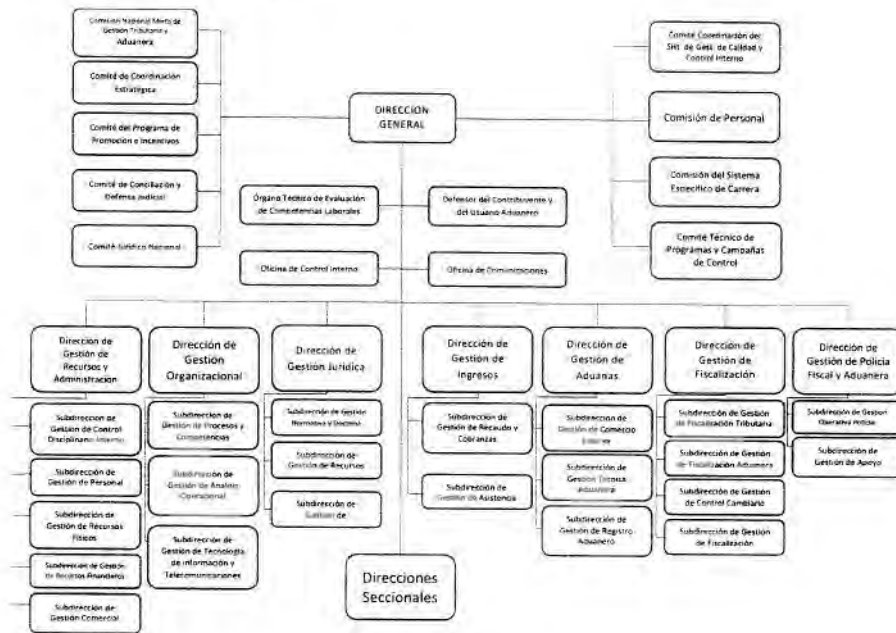 Comisión Nacional Mixta de
Gestión Tributaria y
Aduanera
Comité de Coordinación
Estratégica
Comité del Programa de
Promoción e Incentivos
Comité de Conciliación y
Defensa Judicial
Comité Jurídico Nacional
DIRECCION
GENERAL
Comité Coordinación del
Sist. de Gest. de Calidad y
Control Interno
Comisión de Personal
Comisión del Sistema
Específico de Carrera
Comité Técnico de
Programas y Campañas
de Control
Órgano Técnico de Evaluación
de Competencias Laborales
Defensor del Contribuyente y
del Usuario Aduanero
Oficina de Control Interno
Oficina de
Dirección de
Gestión de
Recursos y
Administración
Subdirección de
Gestión de Control
Disciplinario Interno
Subdirección de
Gestión de Personal
Subdirección de
Gestión de Recursos
Físicos
Subdirección de Gestión
de Recursos Financieros
Subdirección de
Gestión Comercial
Dirección de
Gestión
Organizacional
Subdirección de
Gestión de Procesos y
Competencias
Subdirección de
Gestión de Análisis
Operacional
Subdirección de
Gestión de Tecnología
de Información y
Telecomunicaciones
Dirección de
Gestión Jurídica
Subdirección de Gestión
Normativa y Doctrina
Subdirección de
Gestión de Recursos
Subdirección de
Gestión de
Dirección de
Gestión de
Ingresos
Subdirección de
Gestión de Recaudo y
Cobranzas
Subdirección de
Gestión de Asistencia
Dirección de
Gestión de
Aduanas
Subdirección de
Gestión de Comercio
Exterior
Subdirección de
Gestión Técnica
Aduanera
Subdirección de
Gestión de Registro
Aduanero
Dirección de
Gestión de
Fiscalización
Subdirección de Gestión
de Fiscalización Tributaria
Subdirección de Gestión
de Fiscalización Aduanera
Subdirección de Gestión
de Control Cambiario
Subdirección de Gestión
de Fiscalización
Dirección de
Gestión de Policía
Fiscal y Aduanera
Subdirección de Gestión
Operativa Policial
Subdirección de
Gestión de Apoyo
Direcciones
Seccionales